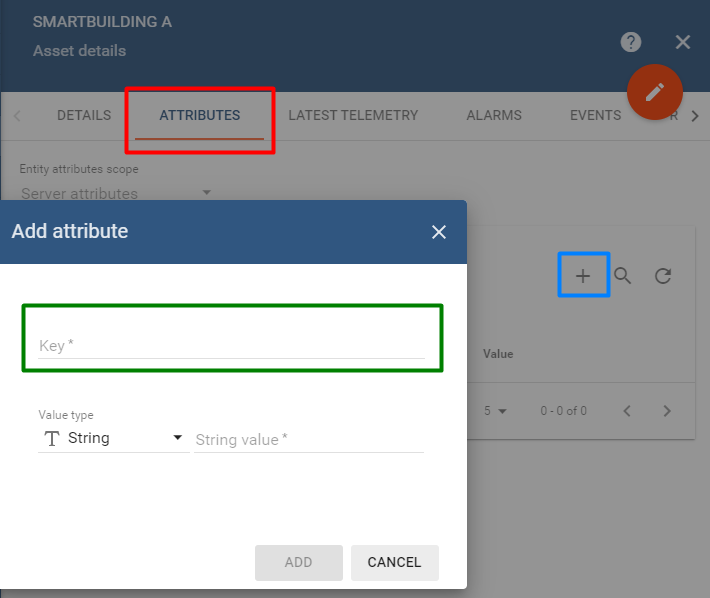 SMARTBUILDING A
Asset details
?
DETAILS ATTRIBUTES LATEST TELEMETRY ALARMS EVENTS R
Entity attributes scope
Server attributes
Add attribute
Key *
Value
Value type
5 0 - 0 of 0
String String value *
ADD CANCEL